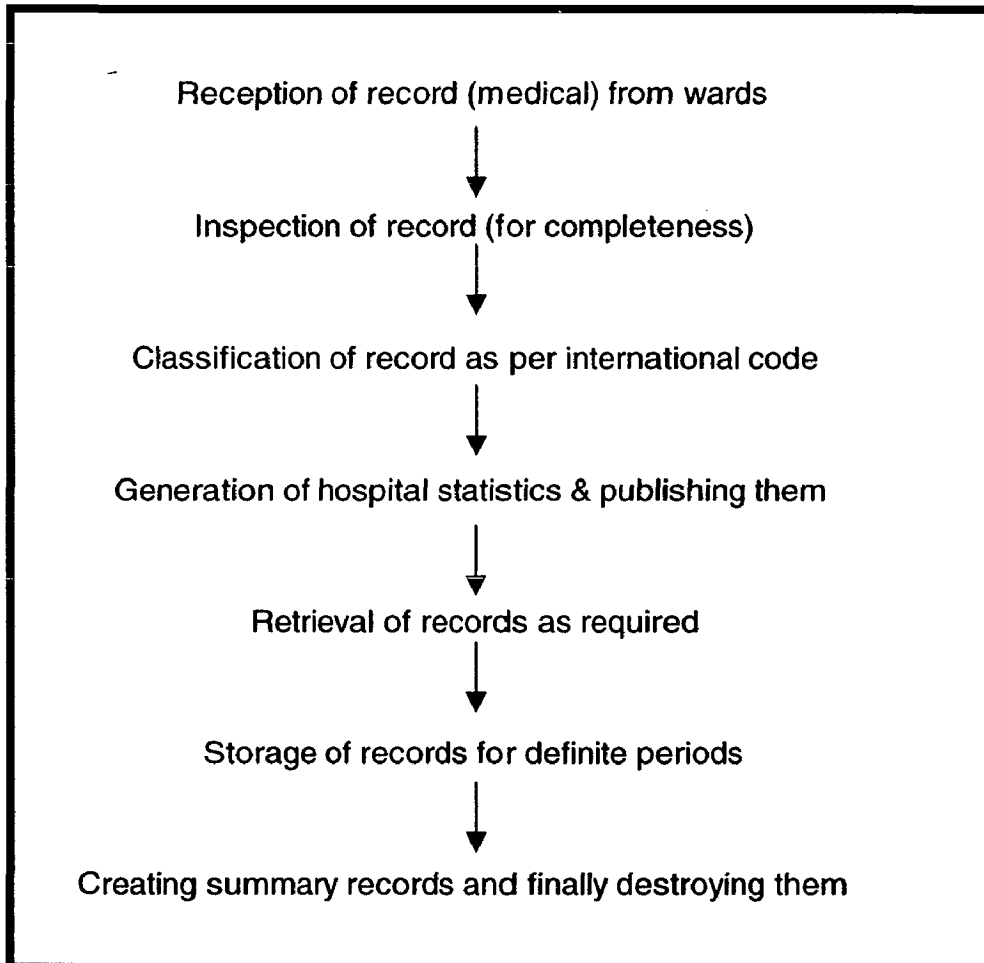 Reception of record (medical) from wards
Inspection of record (for completeness)
Classification of record as per international code
Generation of hospital statistics & publishing them
Retrieval of records as required
Storage of records for definite periods
Creating summary records and finally destroying them